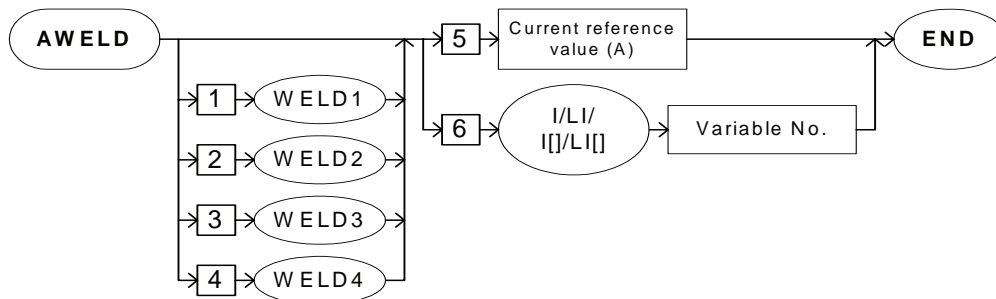 AWELD
5
Current reference
value (A)
END
1
WELD1
6
I/LI/
I[]/LI[]
Variable No.
2
WELD2
3
WELD3
4
WELD4